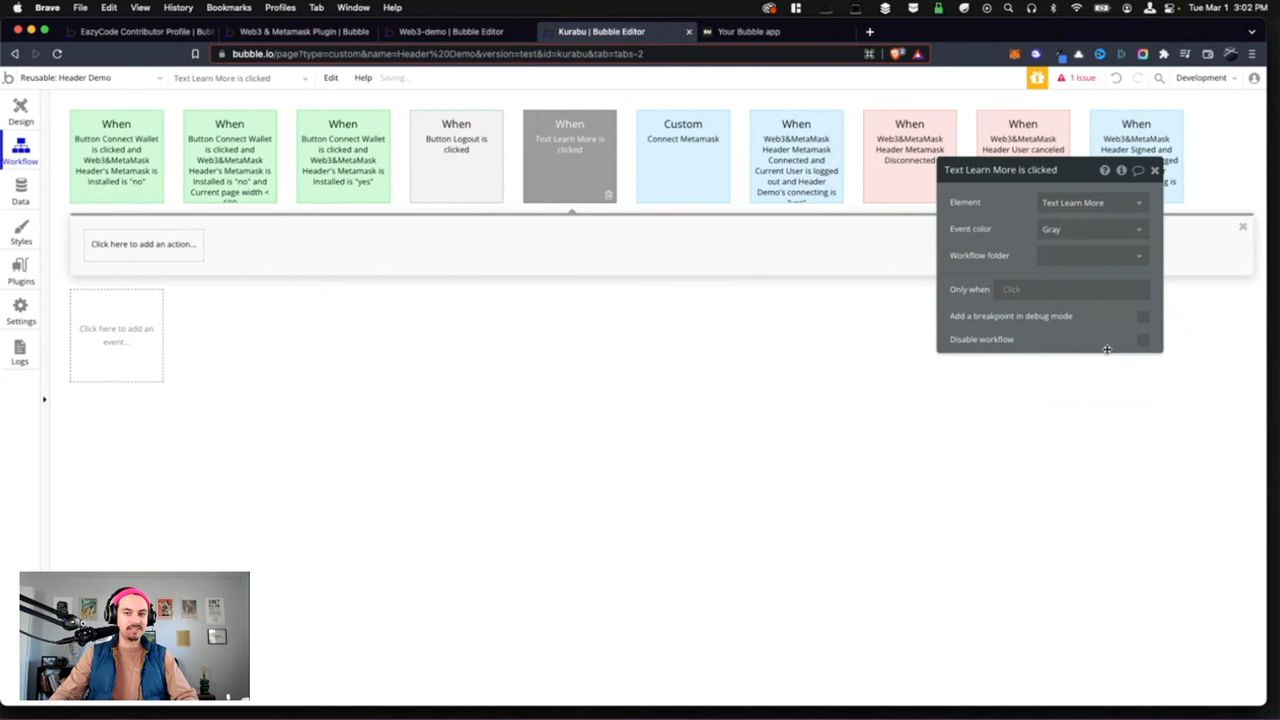 Brave File Edit View History Bookmarks Profiles Tab Window Help
Tue Mar 1 3:02 PM
EazyCode Contributor Profile | Bubb
Web3 & Metamask Plugin | Bubble
Web3-demo | Bubble Editor
Kurabu | Bubble Editor
Your Bubble app
bubble.io/page?type=custom&name=Header%20Demo&version=test&id=kurabu&tab=tabs-2
Reusable: Header Demo
Text Learn More is clicked
Edit
Help
Saving...
1 issue
Development
Design
Workflow
Data
Styles
Plugins
Settings
Logs
When
Button Connect Wallet
is clicked and
Web3&MetaMask
Header's MetaMask is
Installed is "no"
When
Button Connect Wallet
is clicked and
Web3&MetaMask
Header's MetaMask is
Installed is "no" and
Current page width <
When
Button Connect Wallet
is clicked and
Web3&MetaMask
Header's MetaMask is
Installed is "yes"
When
Button Logout is
clicked
When
Text Learn More is
clicked
Custom
Connect Metamask
When
Web3&MetaMask
Header Metamask
Connected and
Current User is logged
out and Header
Demo's connecting is
When
Web3&MetaMask
Header Metamask
Disconnected
When
Web3&MetaMask
Header User canceled
When
Web3&MetaMask
Header Signed and
Click here to add an action...
Click here to add an
event...
Text Learn More is clicked
Element
Text Learn More
Event color
Gray
Workflow folder
Only when
Click
Add a breakpoint in debug mode
Disable workflow